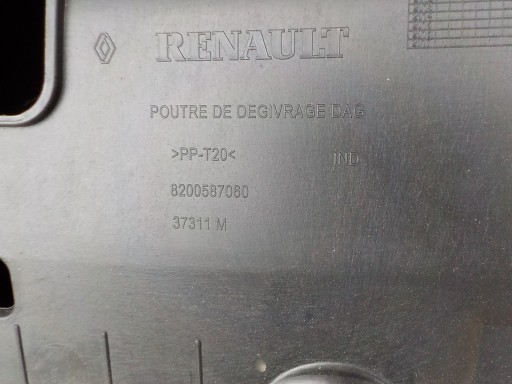 RENAULT
POUTRE DE DEGIVRAGE DAG
>PP-T20< IND
8200587060
37311 M